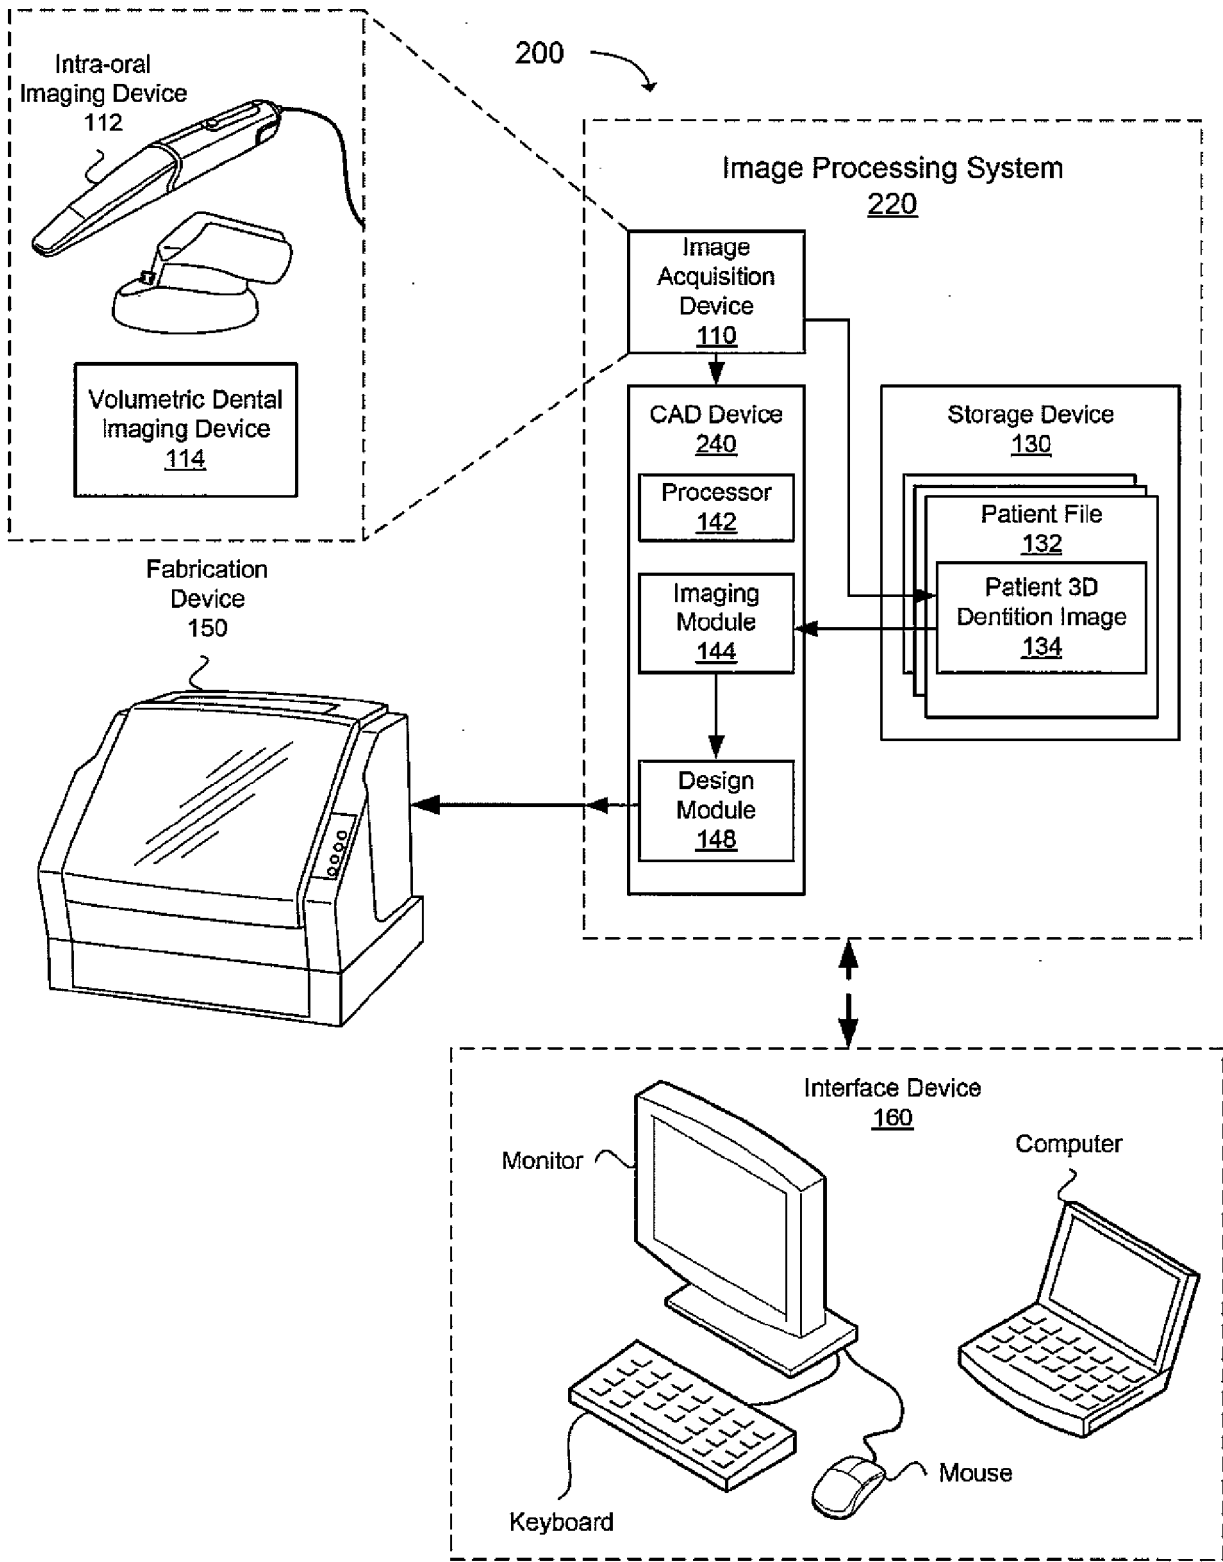 200
Intra-oral
Imaging Device
112
Volumetric Dental
Imaging Device
114
Image Processing System
220
Image
Acquisition
Device
110
CAD Device
240
Processor
142
Imaging
Module
144
Design
Module
148
Storage Device
130
Patient File
132
Patient 3D
Dentition Image
134
Fabrication
Device
150
Interface Device
160
Monitor
Computer
Keyboard
Mouse